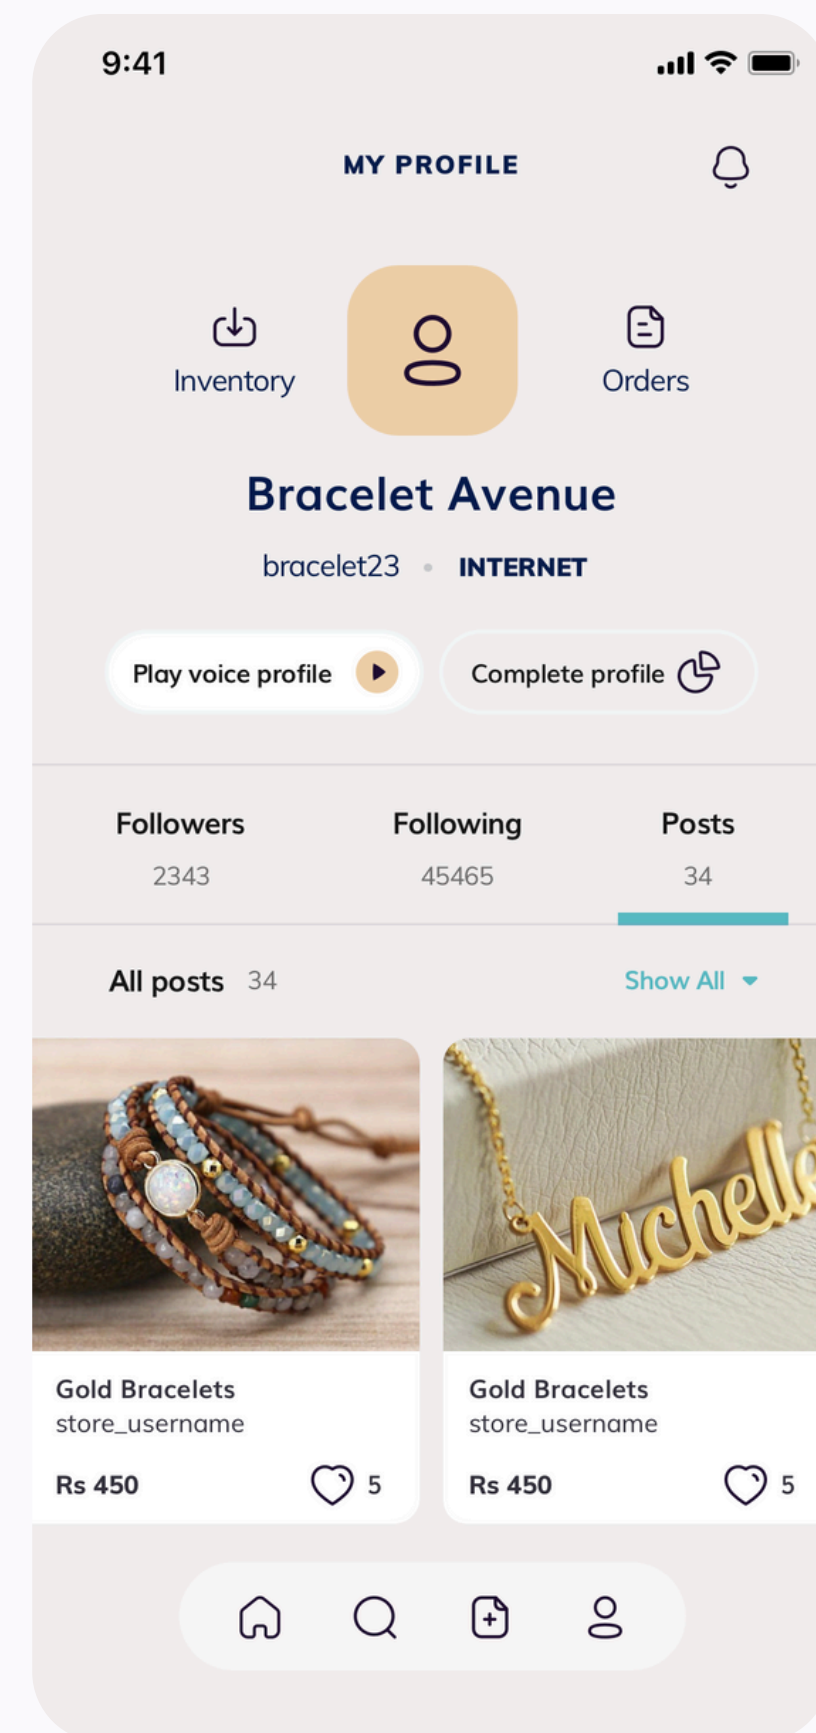 9:41
MY PROFILE
Inventory
Orders
Bracelet Avenue
bracelet23 • INTERNET
Play voice profile
Complete profile
Followers
Following
Posts
2343
45465
34
All posts 34
Show All
Michelle
Gold Bracelets
store_username
Rs 450
5
Gold Bracelets
store_username
Rs 450
5